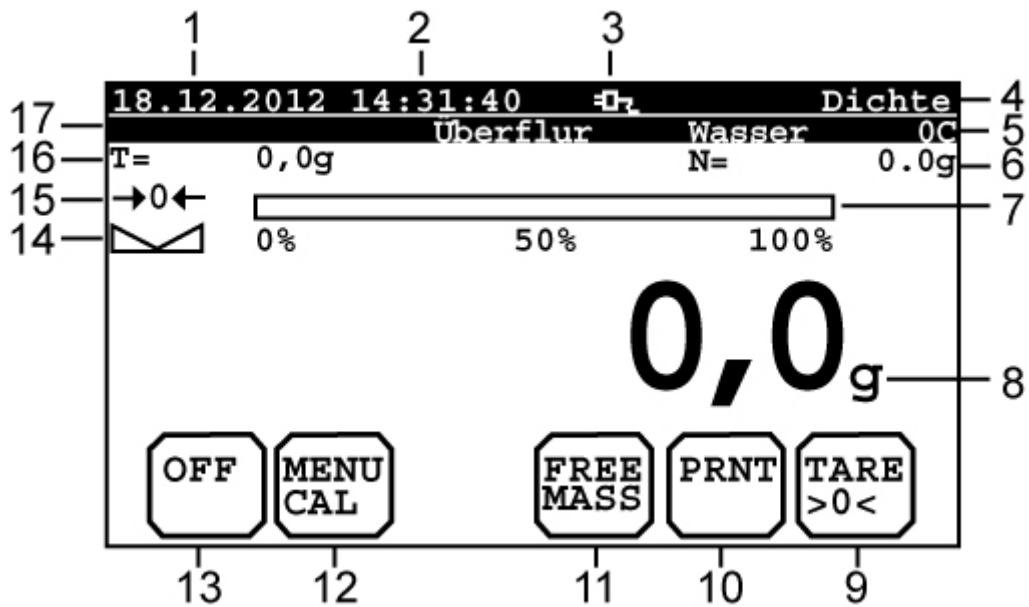 1 2 3
18.12.2012 14:31:40 Dichte 4
17 Überflur Wasser 0C 5
16 T= 0,0g N= 0.0g 6
15 →0← 7
14 0% 50% 100%
0,0g 8
OFF MENU FREE PRNT TARE
CAL MASS >0<
13 12 11 10 9